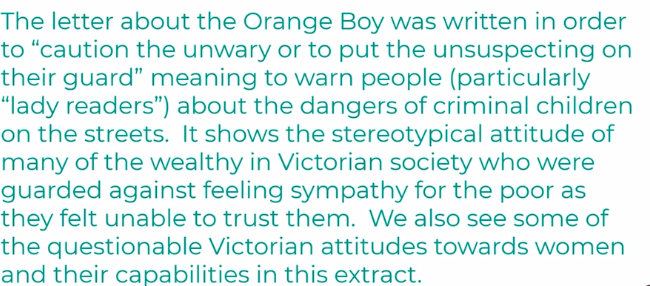 The letter about the Orange Boy was written in order
to “caution the unwary or to put the unsuspecting on
their guard” meaning to warn people (particularly
“lady readers”) about the dangers of criminal children
on the streets.  It shows the stereotypical attitude of
many of the wealthy in Victorian society who were
guarded against feeling sympathy for the poor as
they felt unable to trust them.  We also see some of
the questionable Victorian attitudes towards women
and their capabilities in this extract.